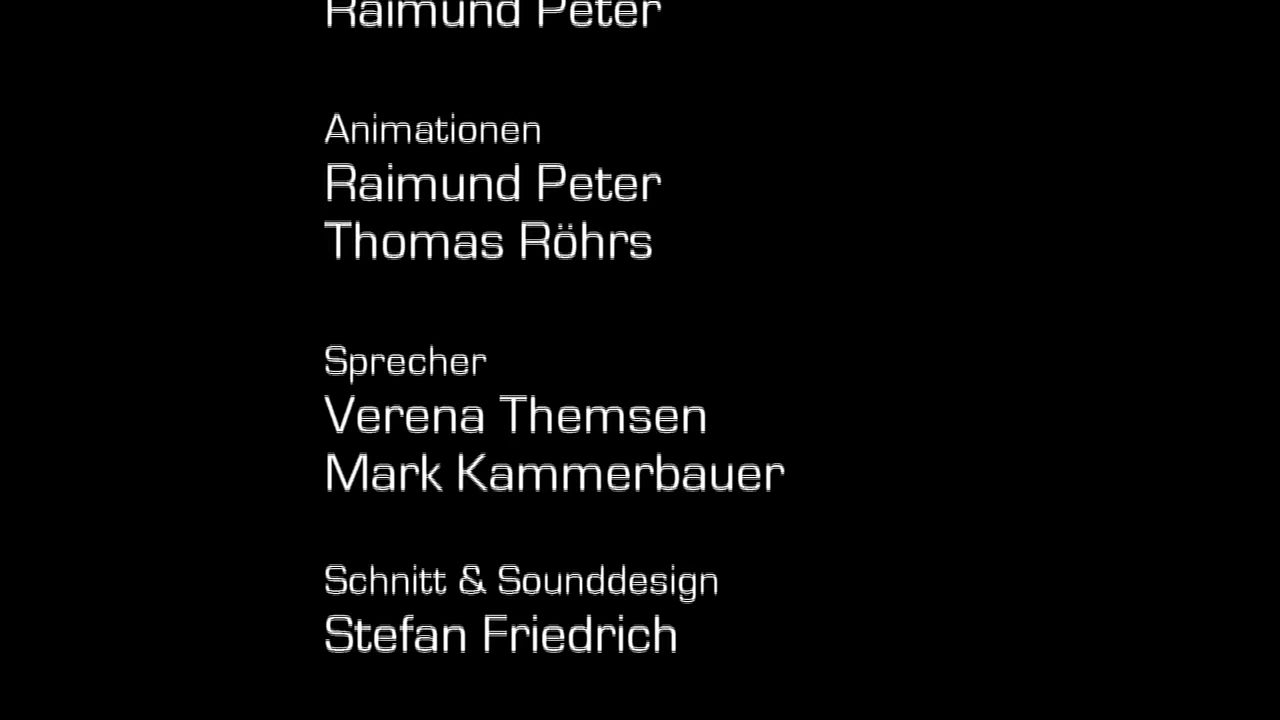 Raimund Peter
Animationen
Raimund Peter
Thomas Röhrs
Sprecher
Verena Themsen
Mark Kammerbauer
Schnitt & Sounddesign
Stefan Friedrich